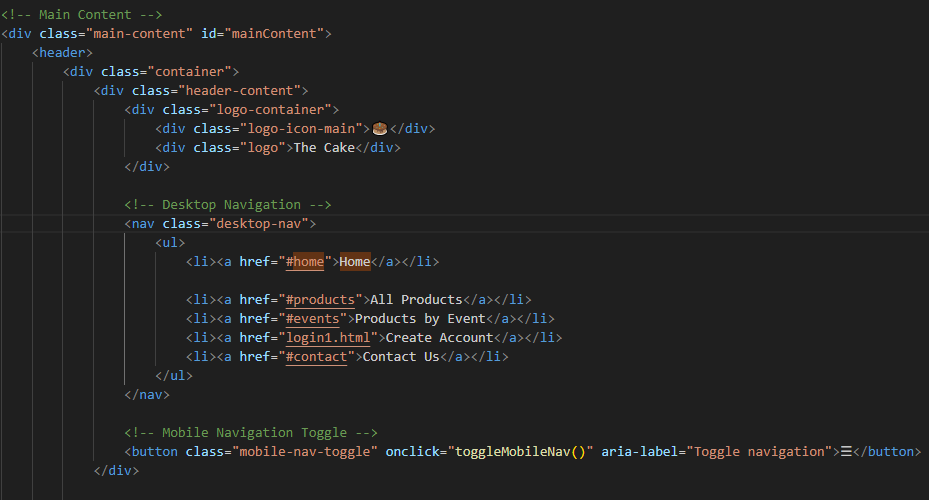 <!-- Main Content -->
<div class="main-content" id="mainContent">
<header>
<div class="container">
<div class="header-content">
<div class="logo-container">
<div class="logo-icon-main">🍰</div>
<div class="logo">The Cake</div>
</div>
<!-- Desktop Navigation -->
<nav class="desktop-nav">
<ul>
<li><a href="#home">Home</a></li>
<li><a href="#products">All Products</a></li>
<li><a href="#events">Products by Event</a></li>
<li><a href="login1.html">Create Account</a></li>
<li><a href="#contact">Contact Us</a></li>
</ul>
</nav>
<!-- Mobile Navigation Toggle -->
<button class="mobile-nav-toggle" onclick="toggleMobileNav()" aria-label="Toggle navigation">☰</button>
</div>